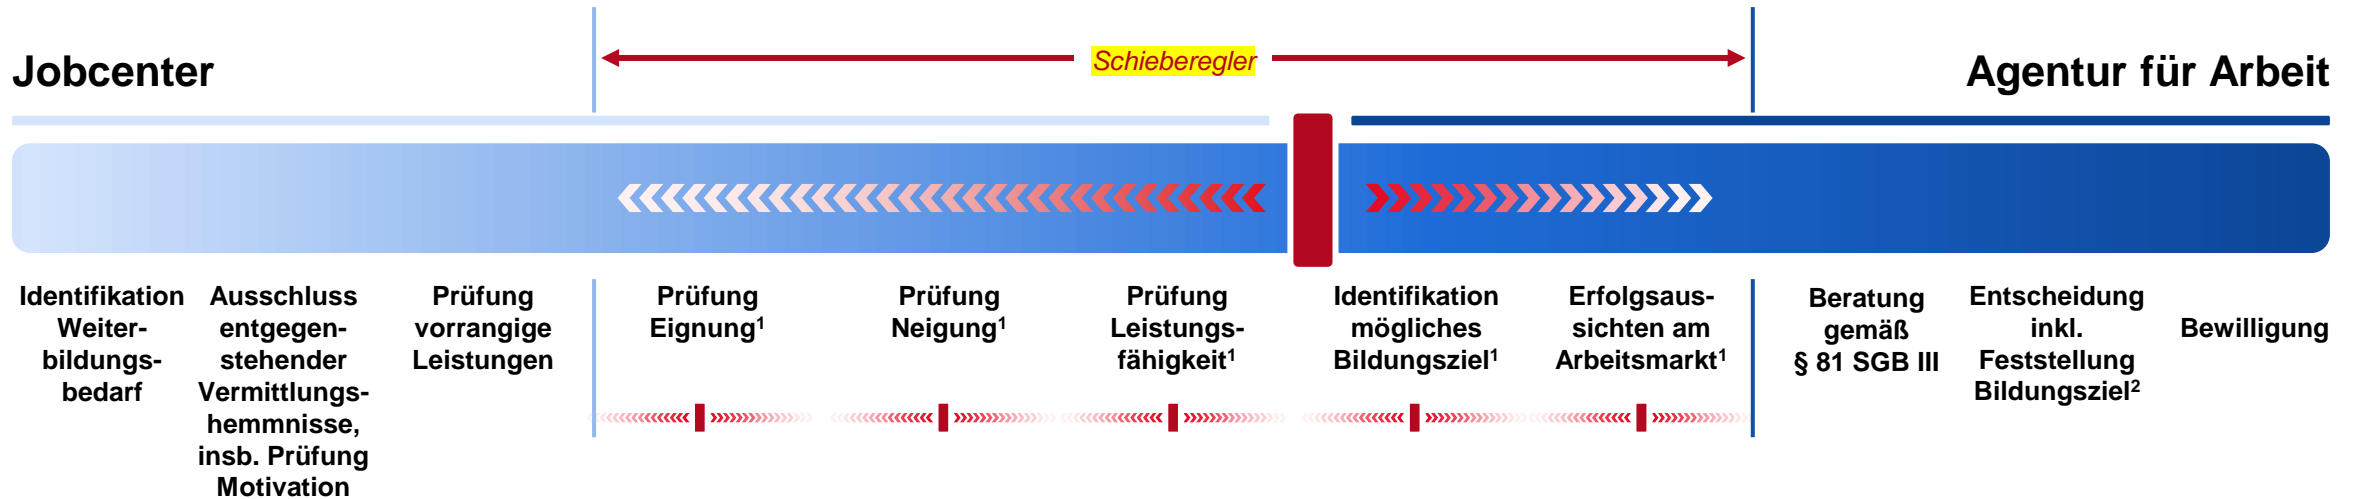 Jobcenter
Schieberegler
Agentur für Arbeit
Identifikation
Weiter-
bildungs-
bedarf
Ausschluss
entgegen-
stehender
Vermittlungs-
hemmnisse,
insb. Prüfung
Motivation
Prüfung
vorrangige
Leistungen
Prüfung
Eignung¹
Prüfung
Neigung¹
Prüfung
Leistungs-
fähigkeit¹
Identifikation
mögliches
Bildungsziel¹
Erfolgsaus-
sichten am
Arbeitsmarkt¹
Beratung
gemäß
§ 81 SGB III
Entscheidung
inkl.
Feststellung
Bildungsziel²
Bewilligung